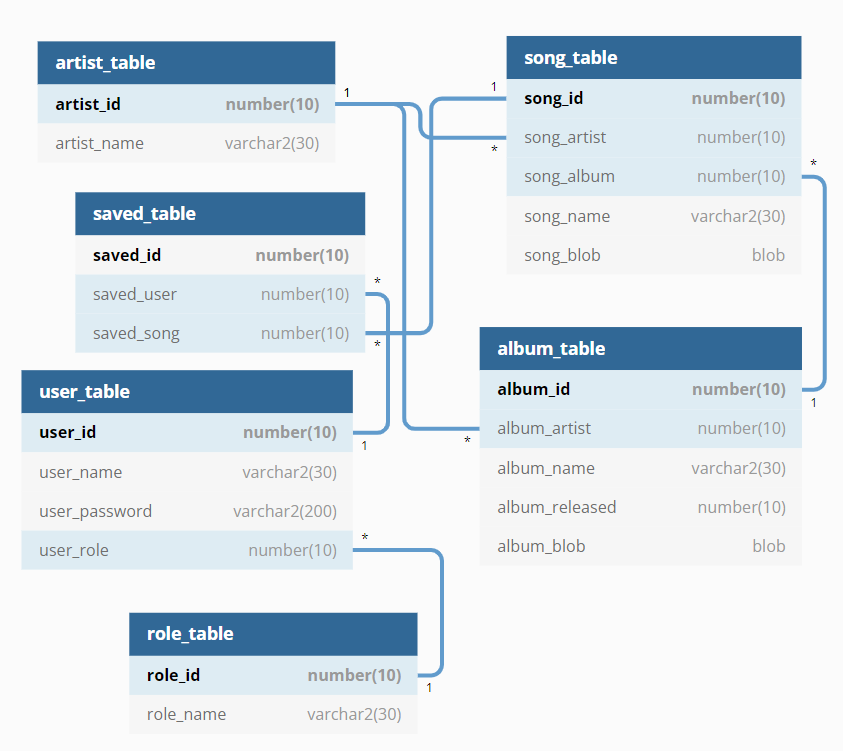 artist_table
artist_id number(10)
artist_name varchar2(30)
1
saved_table
saved_id number(10)
saved_user number(10)
saved_song number(10)
*
*
user_table
user_id number(10)
user_name varchar2(30)
user_password varchar2(200)
user_role number(10)
1
*
role_table
role_id number(10)
role_name varchar2(30)
1
song_table
song_id number(10)
song_artist number(10)
song_album number(10)
song_name varchar2(30)
song_blob blob
1
*
*
album_table
album_id number(10)
album_artist number(10)
album_name varchar2(30)
album_released number(10)
album_blob blob
1
*